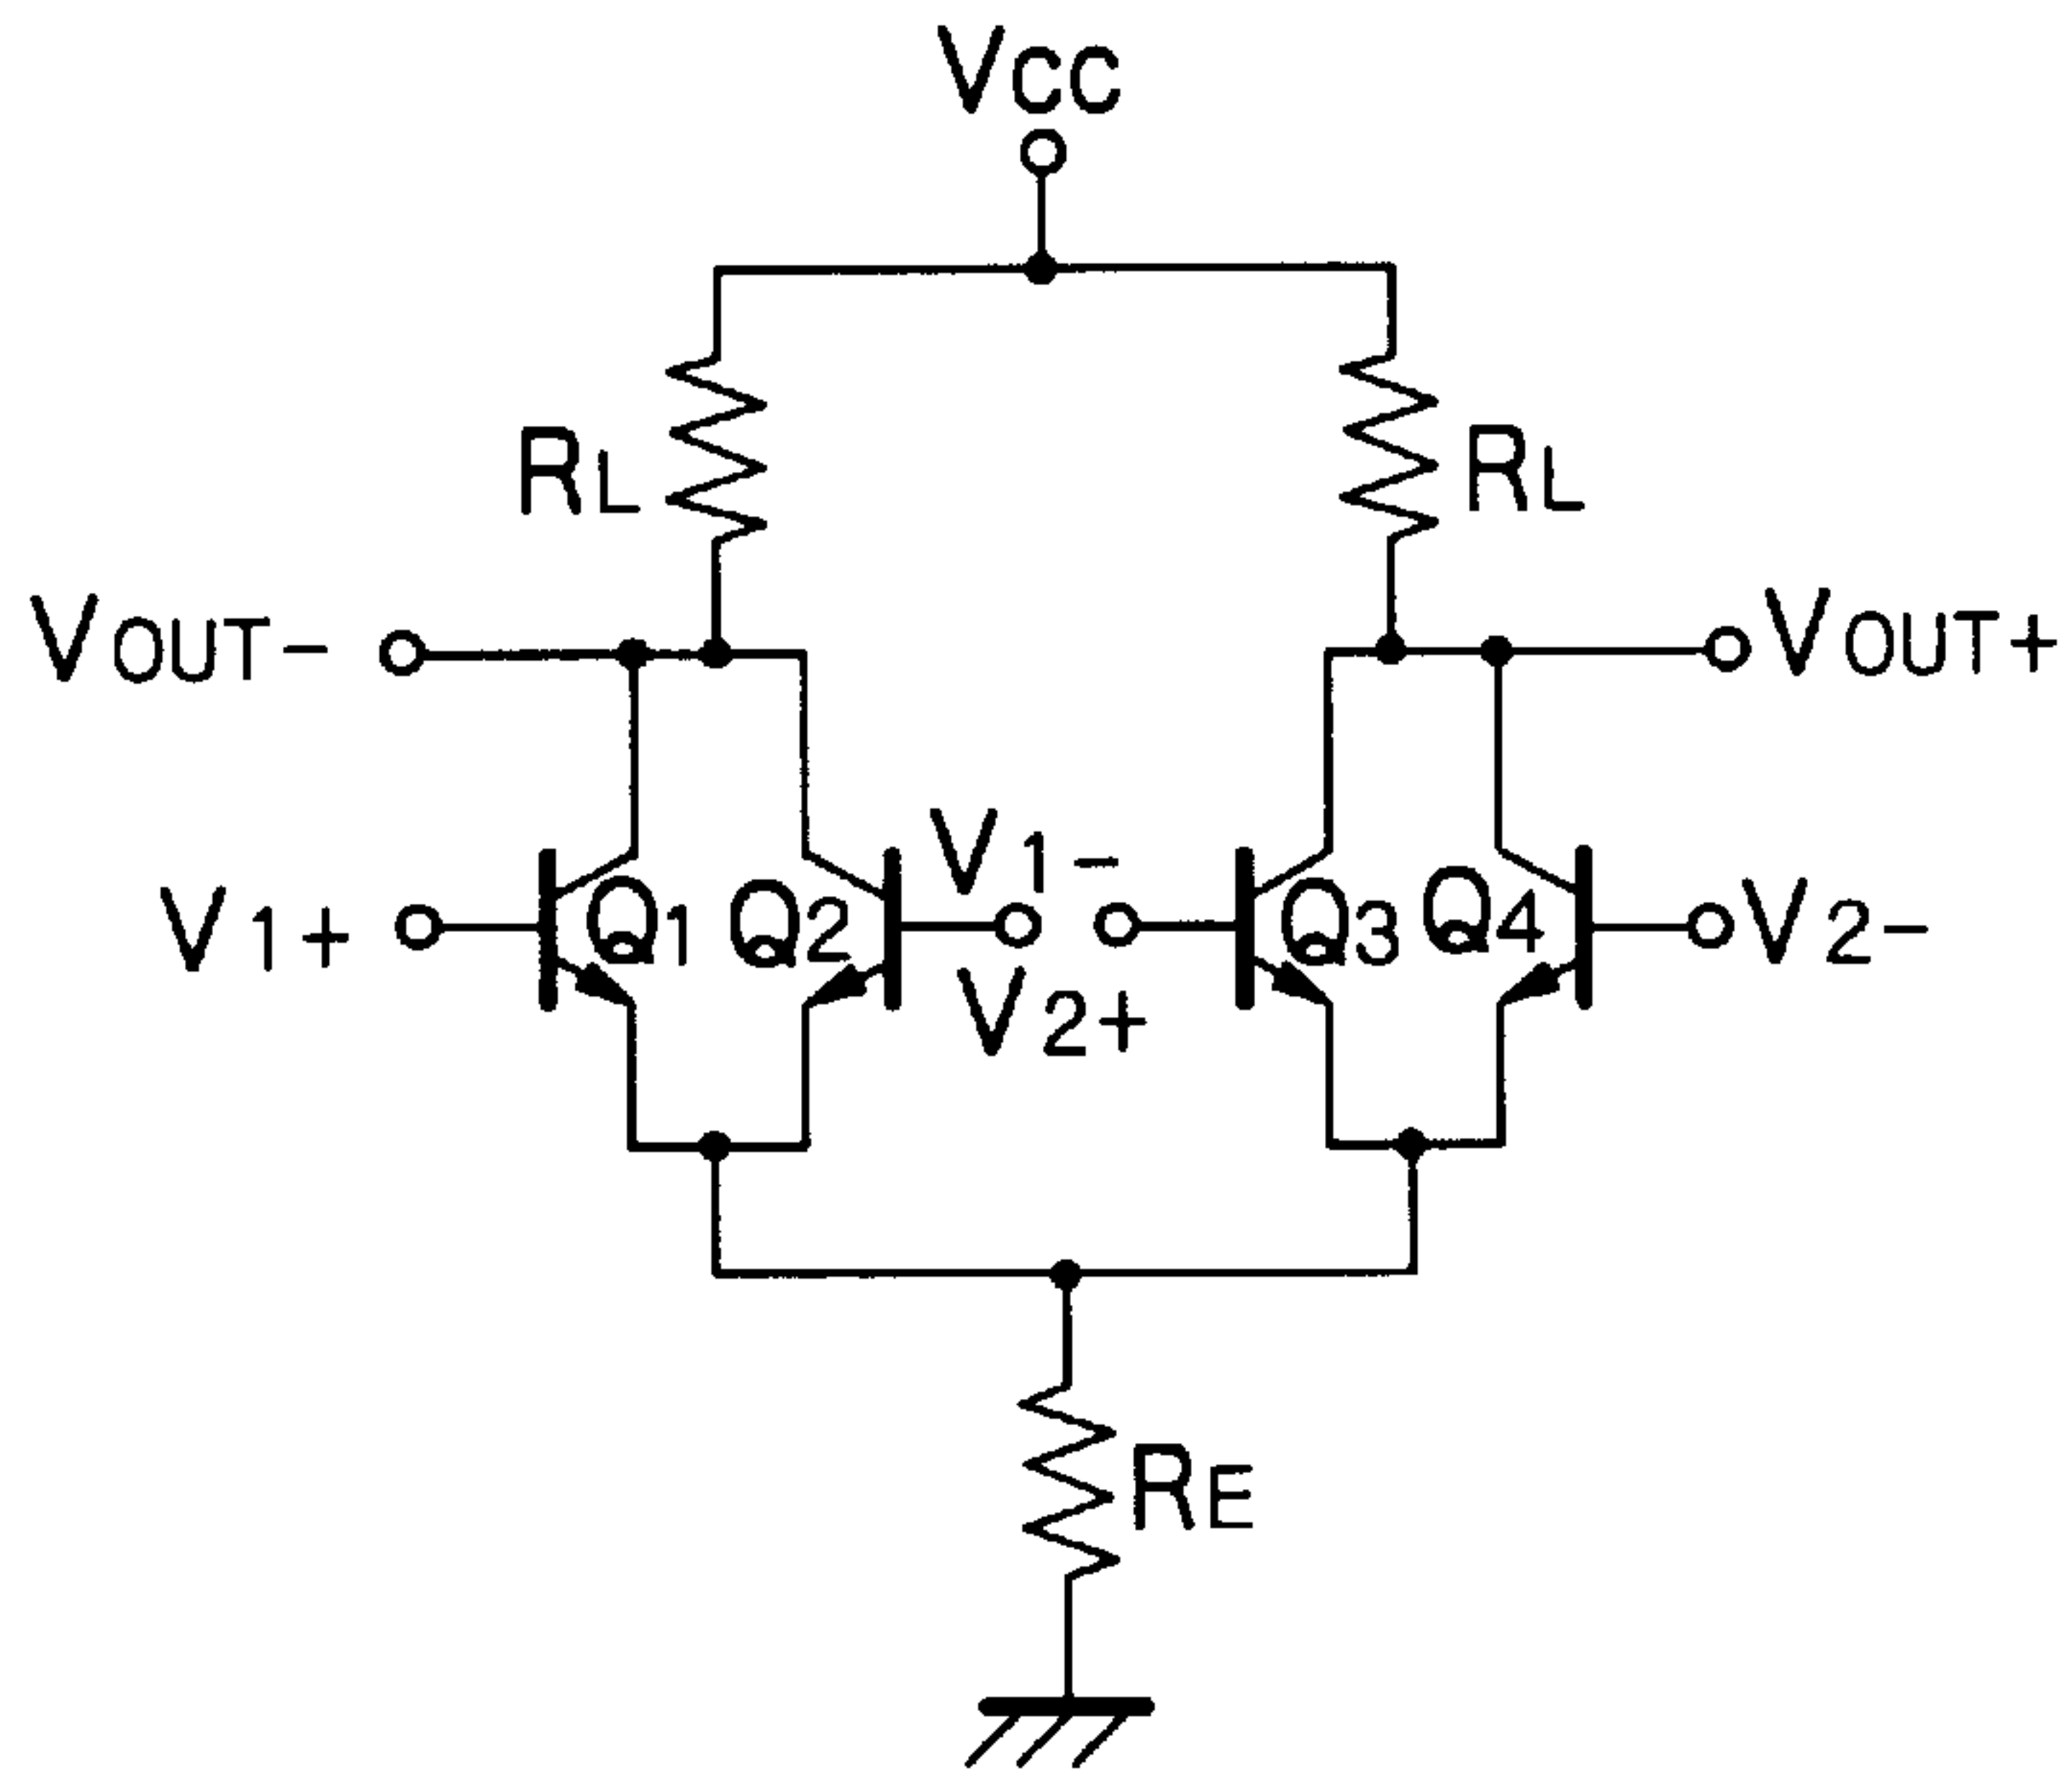 VCC
RL RL
VOUT- VOUT+
V1-
V1+ Q1 Q2 Q3 Q4 V2-
V2+
RE